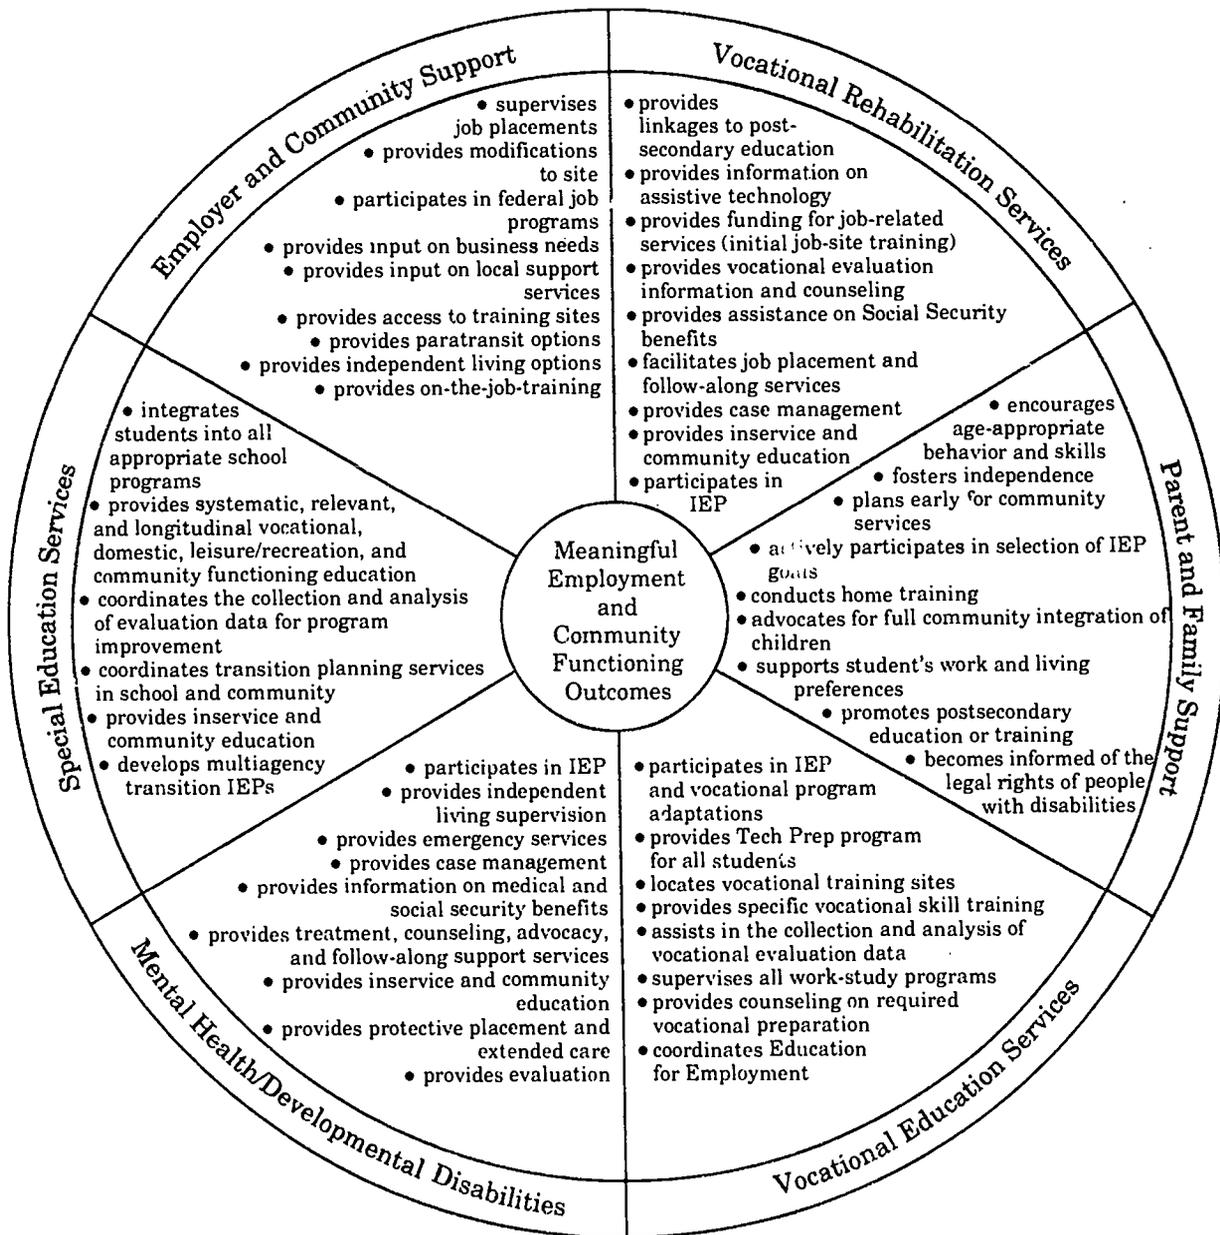 Employer and Community Support
• supervises
job placements
• provides modifications
to site
• participates in federal job
programs
• provides input on business needs
• provides input on local support
services
• provides access to training sites
• provides paratransit options
• provides independent living options
• provides on-the-job-training
Vocational Rehabilitation Services
• provides
linkages to post-
secondary education
• provides information on
assistive technology
• provides funding for job-related
services (initial job-site training)
• provides vocational evaluation
information and counseling
• provides assistance on Social Security
benefits
• facilitates job placement and
follow-along services
• provides case management
• provides inservice and
community education
• participates in
IEP
Parent and Family Support
• encourages
age-appropriate
behavior and skills
• fosters independence
• plans early for community
services
• actively participates in selection of IEP
goals
• conducts home training
• advocates for full community integration of
children
• supports student's work and living
preferences
• promotes postsecondary
education or training
• becomes informed of the
legal rights of people
with disabilities
Vocational Education Services
• participates in IEP
and vocational program
adaptations
• provides Tech Prep program
for all students
• locates vocational training sites
• provides specific vocational skill training
• assists in the collection and analysis of
vocational evaluation data
• supervises all work-study programs
• provides counseling on required
vocational preparation
• coordinates Education
for Employment
Mental Health/Developmental Disabilities
• participates in IEP
• provides independent
living supervision
• provides emergency services
• provides case management
• provides information on medical and
social security benefits
• provides treatment, counseling, advocacy,
and follow-along support services
• provides inservice and community
education
• provides protective placement and
extended care
• provides evaluation
Special Education Services
• integrates
students into all
appropriate school
programs
• provides systematic, relevant,
and longitudinal vocational,
domestic, leisure/recreation, and
community functioning education
• coordinates the collection and analysis
of evaluation data for program
improvement
• coordinates transition planning services
in school and community
• provides inservice and
community education
• develops multiagency
transition IEPs
Meaningful
Employment
and
Community
Functioning
Outcomes